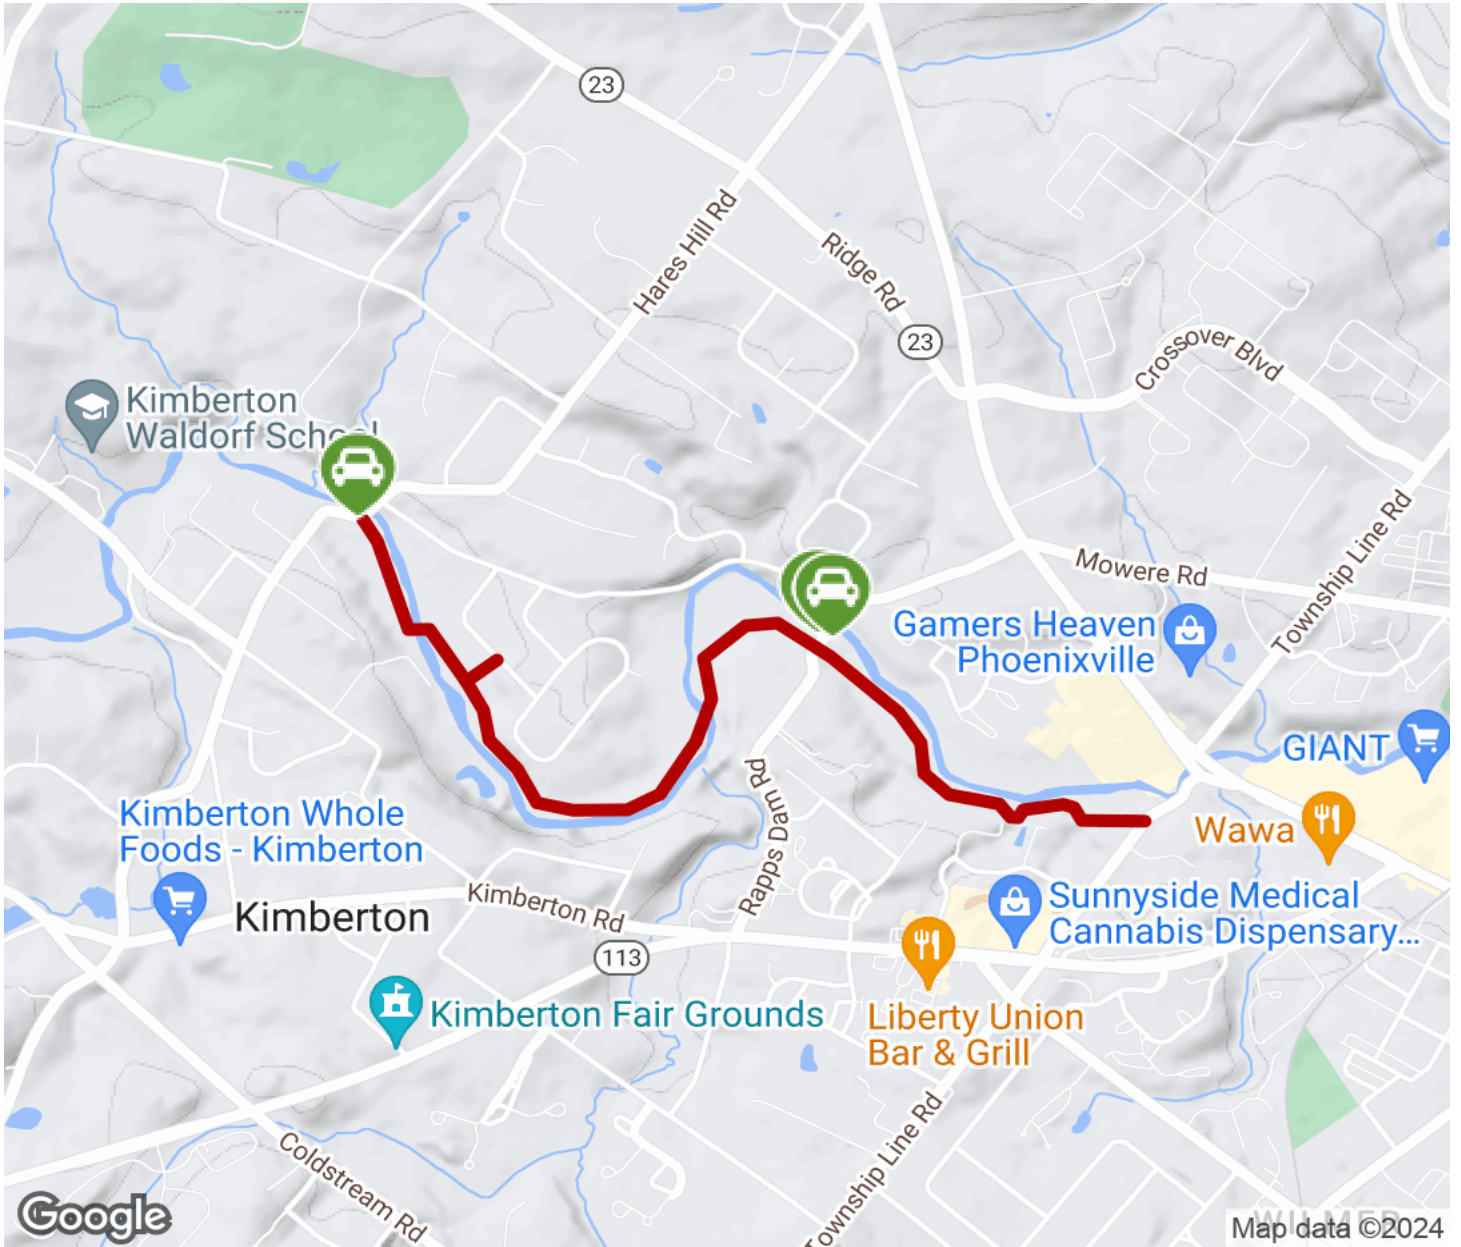 23
Hares Hill Rd
Ridge Rd
23
Crossover Blvd
Kimberton
Waldorf School
Township Line Rd
Mowere Rd
Gamers Heaven
Phoenixville
GIANT
Wawa
Kimberton Whole
Foods - Kimberton
Rapps Dam Rd
Kimberton Rd
Kimberton
Sunnyside Medical
Cannabis Dispensary...
113
Kimberton Fair Grounds
Liberty Union
Bar & Grill
Township Line Rd
Coldstream Rd
Google
WILMER
Map data ©2024